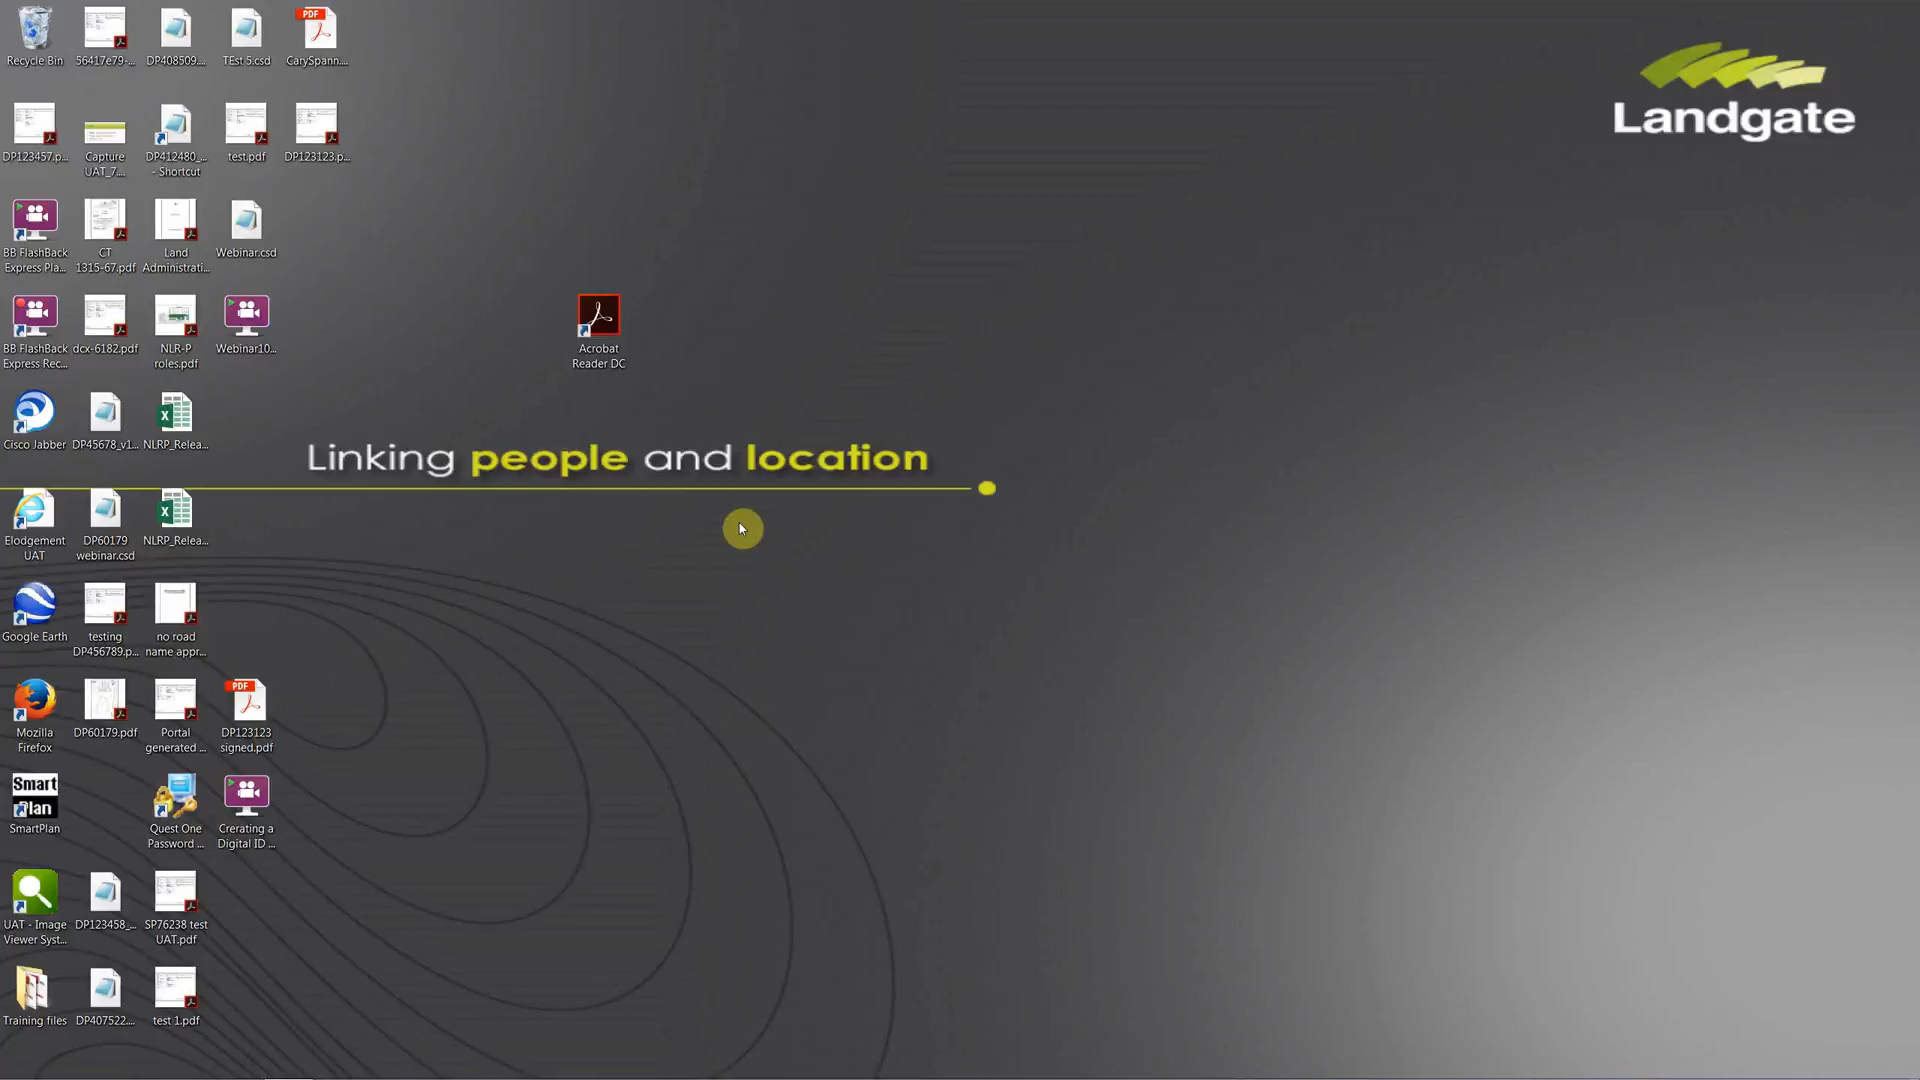 Recycle Bin
56417e79-...
DP408509....
TEst 5.csd
PDF
CarySpann....
Landgate
DP123457.p...
Capture
UAT_7....
DP412480_...
- Shortcut
test.pdf
DP123123.p...
BB FlashBack
Express Pla...
CT
1315-67.pdf
Land
Administrati...
Webinar.csd
BB FlashBack
Express Rec...
dcx-6182.pdf
NLR-P
roles.pdf
Webinar10...
Acrobat
Reader DC
Cisco Jabber
DP45678_v1...
NLRP_Relea...
Linking people and location
Elodgement
UAT
DP60179
webinar.csd
NLRP_Relea...
Google Earth
testing
DP456789.p...
no road
name appr...
Mozilla
Firefox
DP60179.pdf
Portal
generated ...
PDF
DP123123
signed.pdf
Smart
Plan
SmartPlan
Quest One
Password ...
Crerating a
Digital ID ...
UAT - Image
Viewer Syst...
DP123458_...
SP76238 test
UAT.pdf
Training files
DP407522....
test 1.pdf